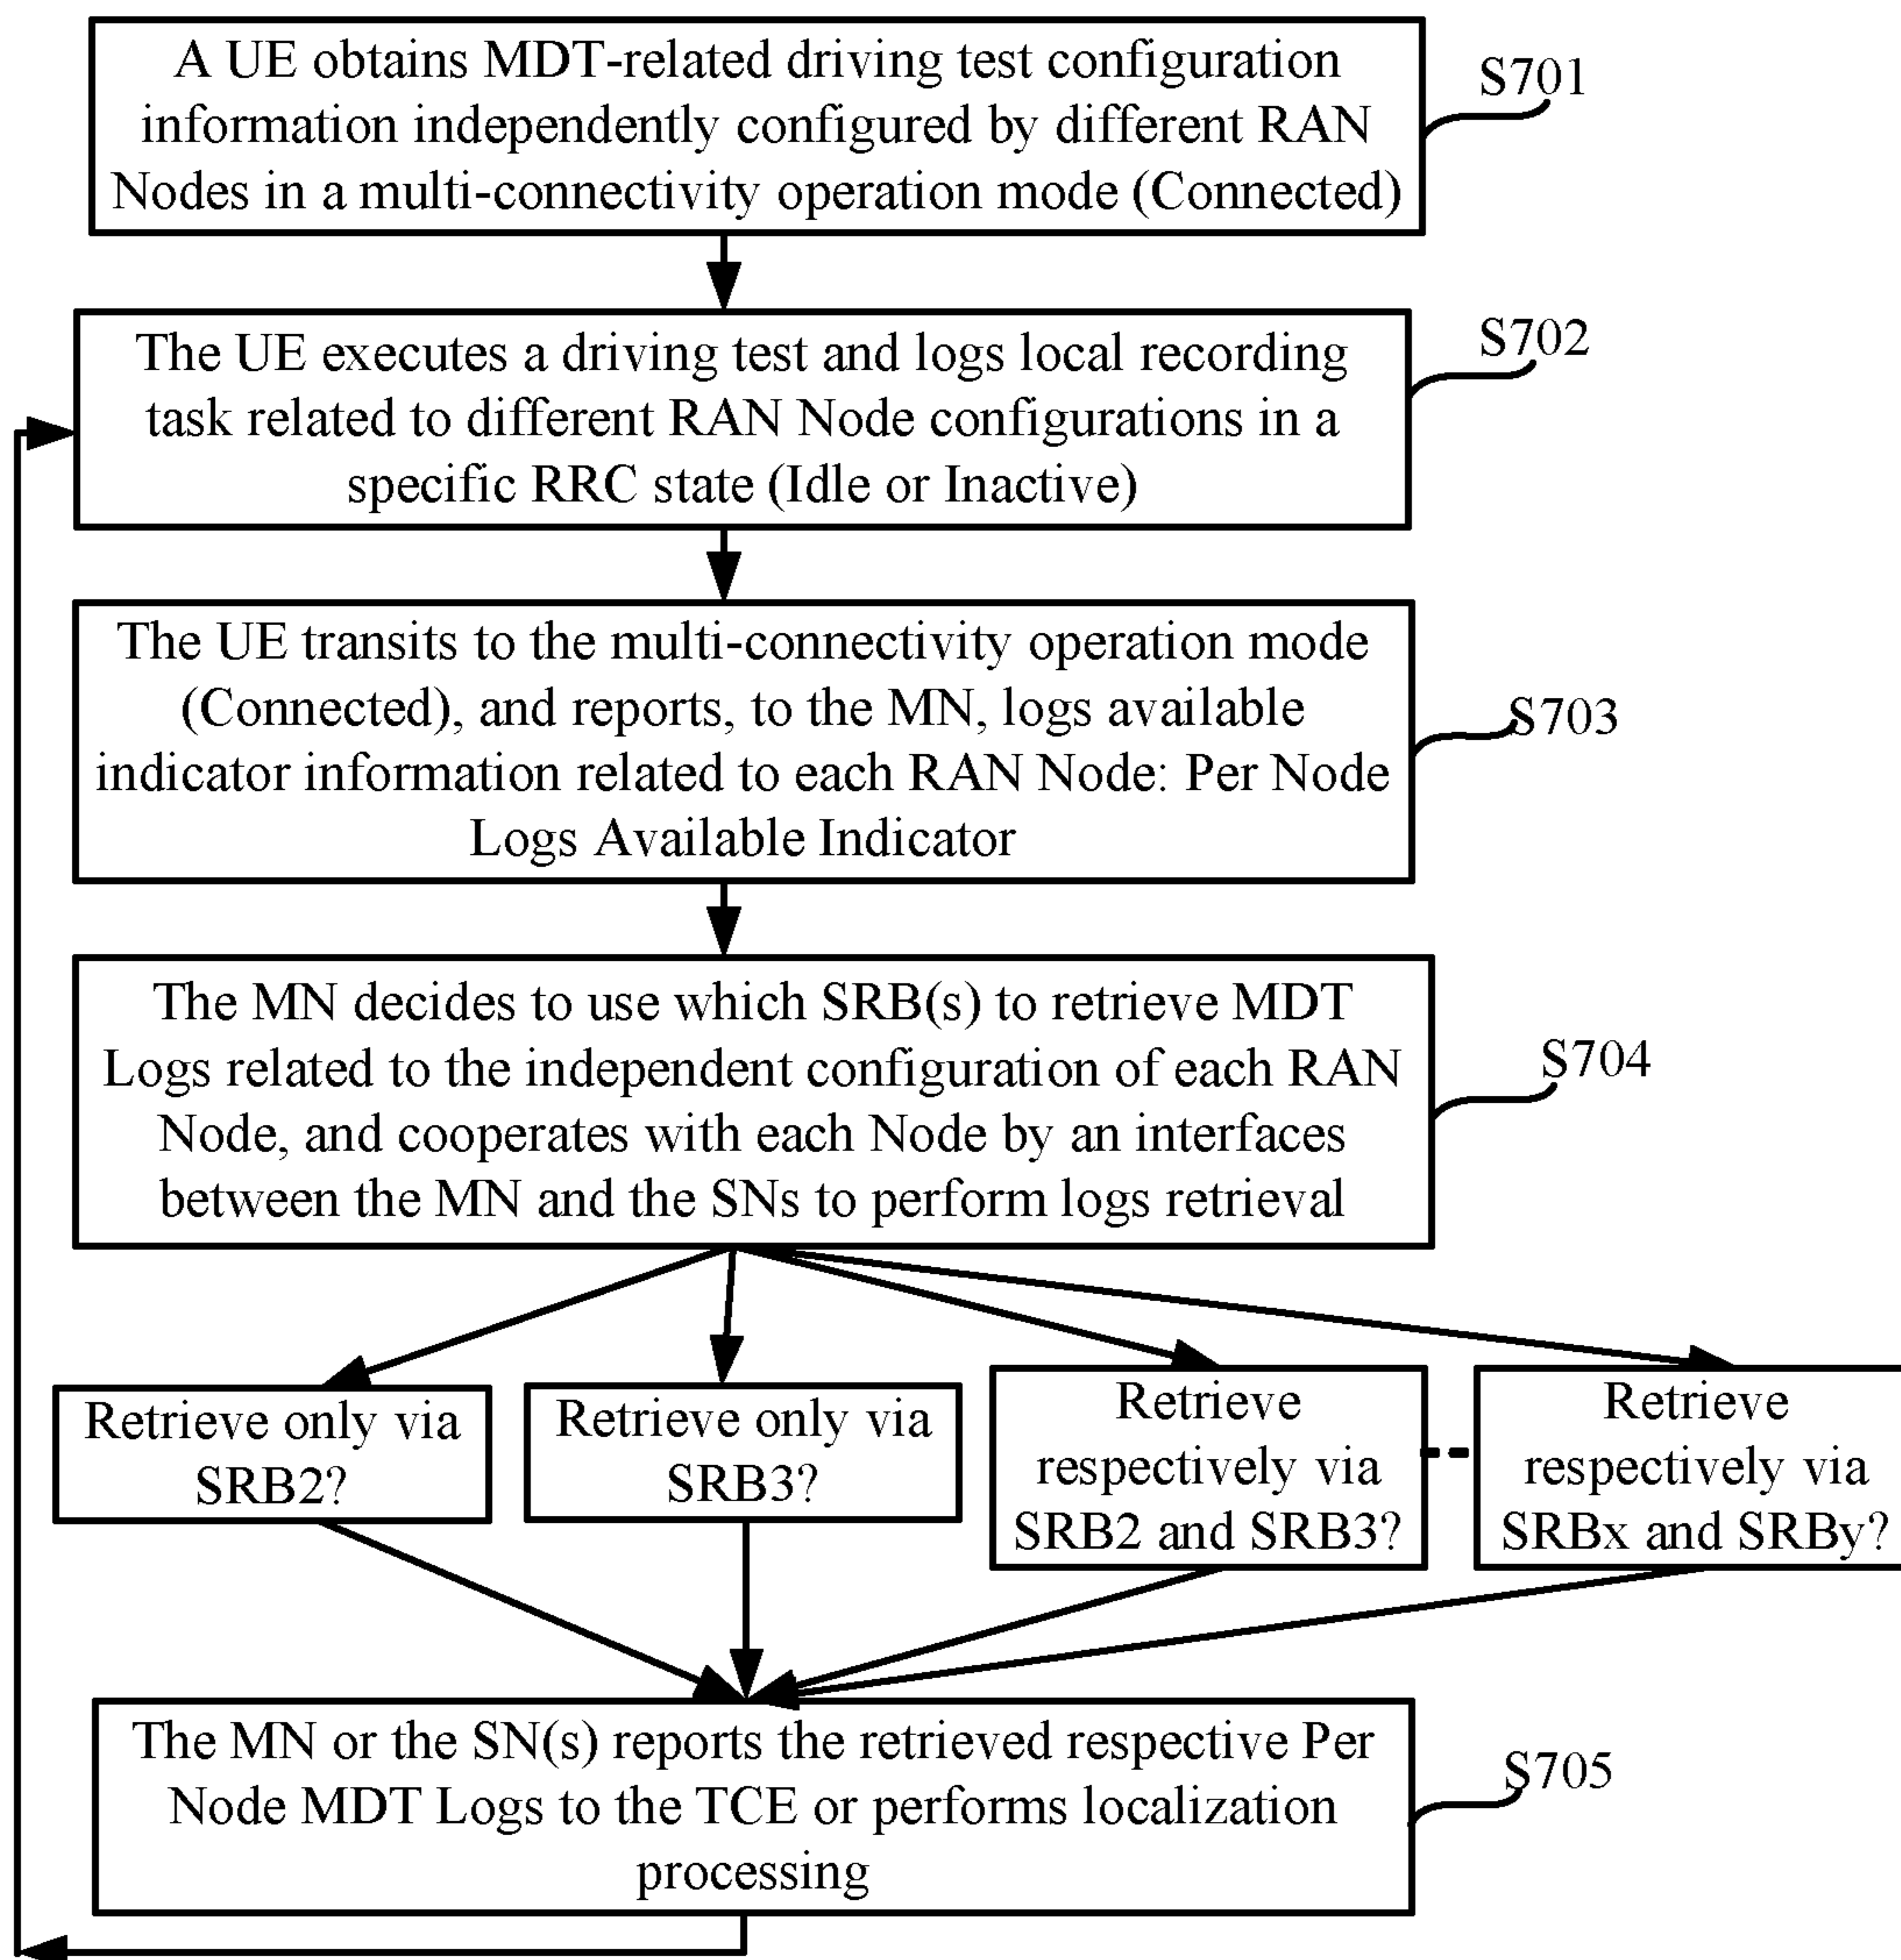 A UE obtains MDT-related driving test configuration
information independently configured by different RAN
Nodes in a multi-connectivity operation mode (Connected)
S701
The UE executes a driving test and logs local recording
task related to different RAN Node configurations in a
specific RRC state (Idle or Inactive)
S702
The UE transits to the multi-connectivity operation mode
(Connected), and reports, to the MN, logs available
indicator information related to each RAN Node: Per Node
Logs Available Indicator
S703
The MN decides to use which SRB(s) to retrieve MDT
Logs related to the independent configuration of each RAN
Node, and cooperates with each Node by an interfaces
between the MN and the SNs to perform logs retrieval
S704
Retrieve only via
SRB2?
Retrieve only via
SRB3?
Retrieve
respectively via
SRB2 and SRB3?
Retrieve
respectively via
SRBx and SRBy?
The MN or the SN(s) reports the retrieved respective Per
Node MDT Logs to the TCE or performs localization
processing
S705